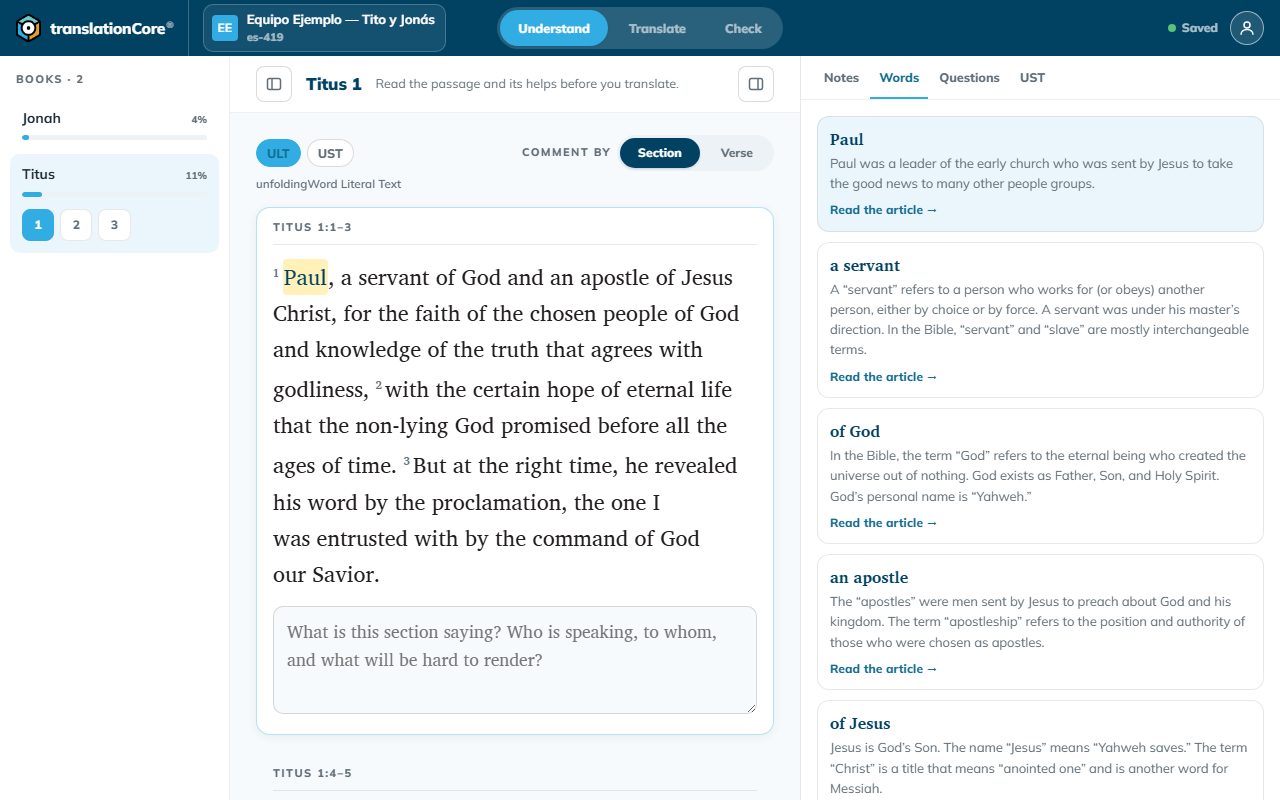 translationCore®
EE
Equipo Ejemplo — Tito y Jonás
es-419
Understand
Translate
Check
Saved
BOOKS · 2
Jonah
4%
Titus
11%
1
2
3
Titus 1
Read the passage and its helps before you translate.
ULT
UST
COMMENT BY
Section
Verse
unfoldingWord Literal Text
TITUS 1:1–3
1 Paul, a servant of God and an apostle of Jesus
Christ, for the faith of the chosen people of God
and knowledge of the truth that agrees with
godliness, 2 with the certain hope of eternal life
that the non-lying God promised before all the
ages of time. 3 But at the right time, he revealed
his word by the proclamation, the one I
was entrusted with by the command of God
our Savior.
What is this section saying? Who is speaking, to whom,
and what will be hard to render?
TITUS 1:4–5
Notes
Words
Questions
UST
Paul
Paul was a leader of the early church who was sent by Jesus to take
the good news to many other people groups.
Read the article →
a servant
A “servant” refers to a person who works for (or obeys) another
person, either by choice or by force. A servant was under his master’s
direction. In the Bible, “servant” and “slave” are mostly interchangeable
terms.
Read the article →
of God
In the Bible, the term “God” refers to the eternal being who created the
universe out of nothing. God exists as Father, Son, and Holy Spirit.
God’s personal name is “Yahweh.”
Read the article →
an apostle
The “apostles” were men sent by Jesus to preach about God and his
kingdom. The term “apostleship” refers to the position and authority of
those who were chosen as apostles.
Read the article →
of Jesus
Jesus is God’s Son. The name “Jesus” means “Yahweh saves.” The term
“Christ” is a title that means “anointed one” and is another word for
Messiah.